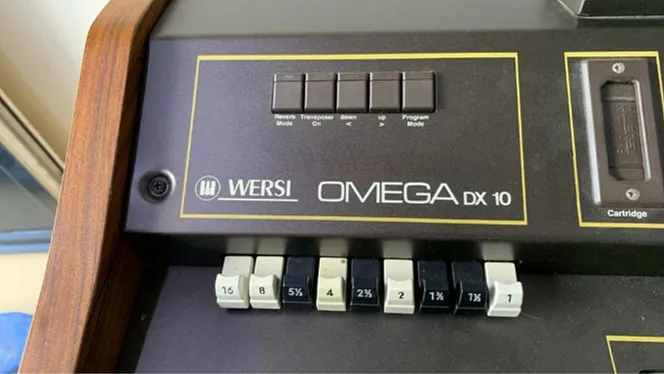 Reverb Mode
Transposer On
down <
up >
Program Mode
WERSI OMEGA DX 10
Cartridge
16 8 5⅓ 4 2⅔ 2 1⅗ 1⅓ 1